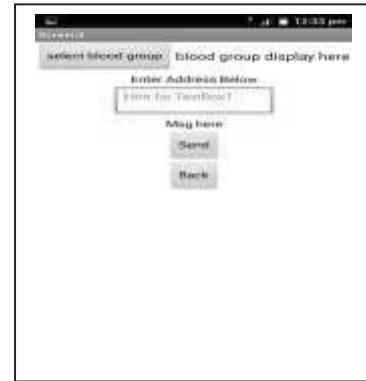 12:33 pm
Screen3
select blood group blood group display here
Enter Address Below
Hint for TextBox1
Msg here
Send
Back